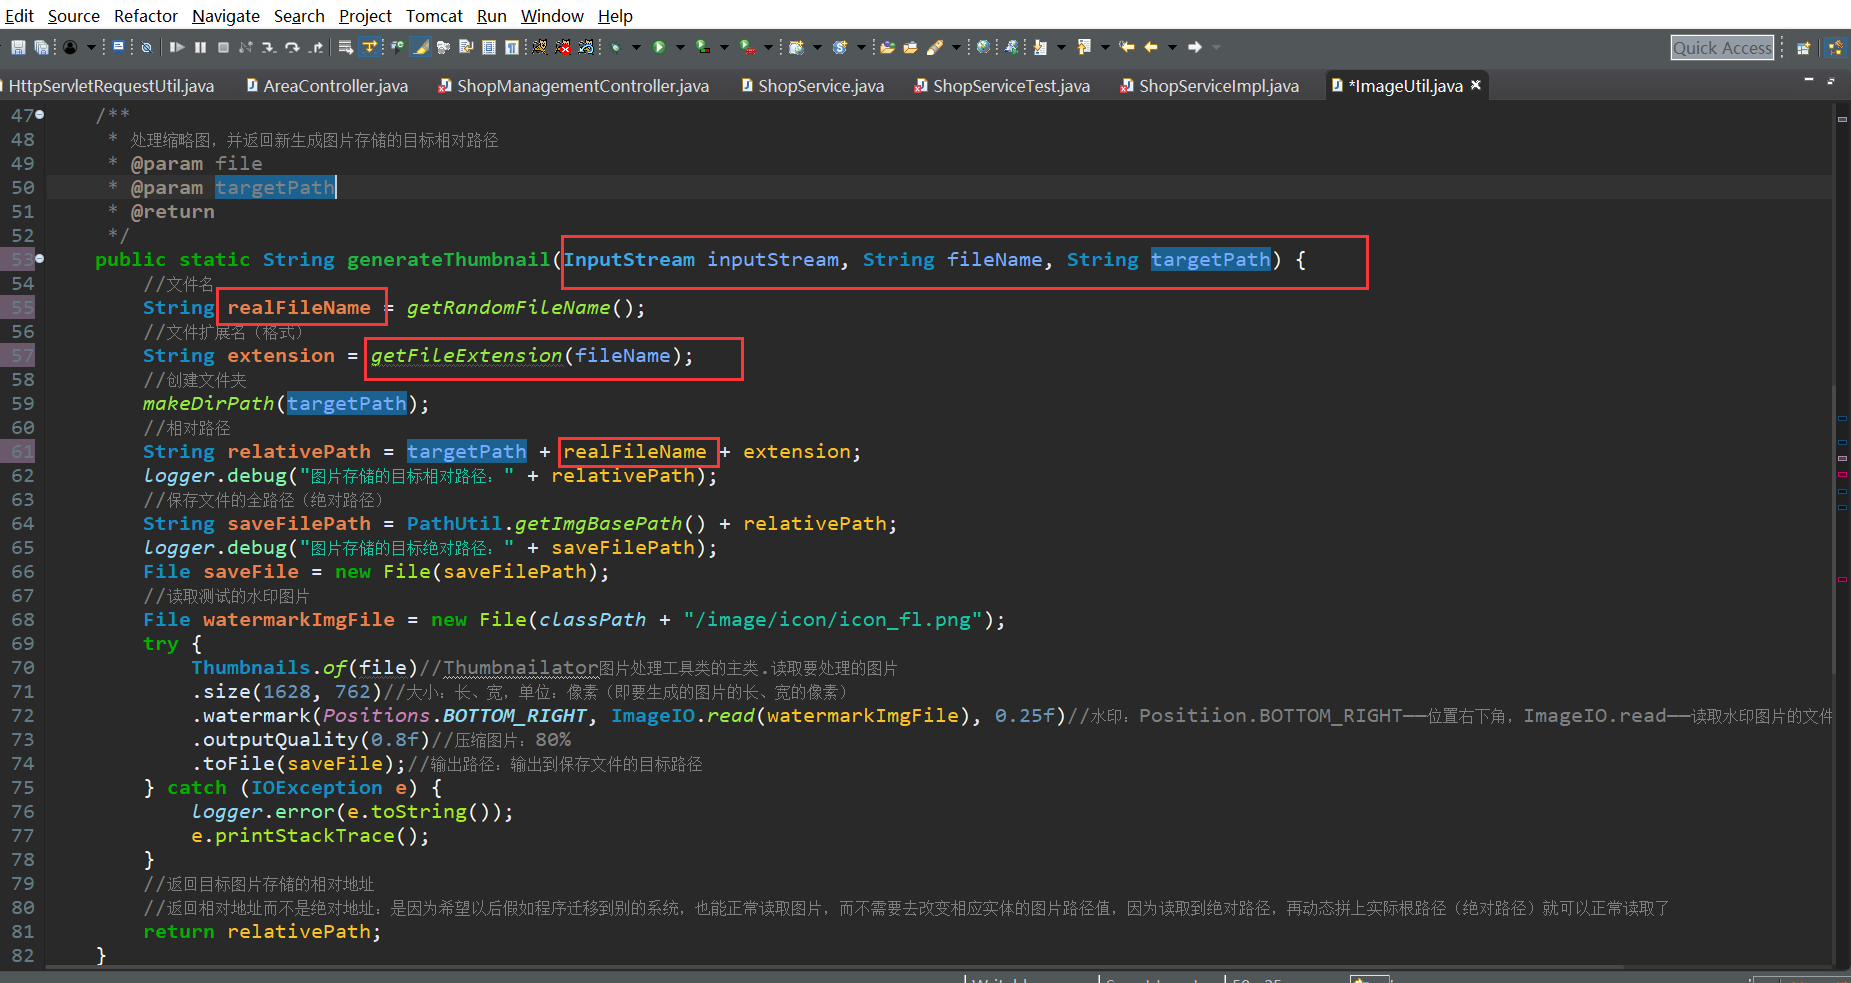 Edit Source Refactor Navigate Search Project Tomcat Run Window Help
Quick Access
HttpServletRequestUtil.java AreaController.java ShopManagementController.java ShopService.java ShopServiceTest.java ShopServiceImpl.java *ImageUtil.java
47 /**
48 * 处理缩略图，并返回新生成图片存储的目标相对路径
49 * @param file
50 * @param targetPath
51 * @return
52 */
53 public static String generateThumbnail(InputStream inputStream, String fileName, String targetPath) {
54 //文件名
55 String realFileName = getRandomFileName();
56 //文件扩展名（格式）
57 String extension = getFileExtension(fileName);
58 //创建文件夹
59 makeDirPath(targetPath);
60 //相对路径
61 String relativePath = targetPath + realFileName + extension;
62 logger.debug("图片存储的目标相对路径：" + relativePath);
63 //保存文件的全路径（绝对路径）
64 String saveFilePath = PathUtil.getImgBasePath() + relativePath;
65 logger.debug("图片存储的目标绝对路径：" + saveFilePath);
66 File saveFile = new File(saveFilePath);
67 //读取测试的水印图片
68 File watermarkImgFile = new File(classPath + "/image/icon/icon_fl.png");
69 try {
70 Thumbnails.of(file)//Thumbnailator图片处理工具类的主类.读取要处理的图片
71 .size(1628, 762)//大小：长、宽，单位：像素（即要生成的图片的长、宽的像素）
72 .watermark(Positions.BOTTOM_RIGHT, ImageIO.read(watermarkImgFile), 0.25f)//水印：Positiion.BOTTOM_RIGHT——位置右下角，ImageIO.read——读取水印图片的文件
73 .outputQuality(0.8f)//压缩图片：80%
74 .toFile(saveFile);//输出路径：输出到保存文件的目标路径
75 } catch (IOException e) {
76 logger.error(e.toString());
77 e.printStackTrace();
78 }
79 //返回目标图片存储的相对地址
80 //返回相对地址而不是绝对地址：是因为希望以后假如程序迁移到别的系统，也能正常读取图片，而不需要去改变相应实体的图片路径值，因为读取到绝对路径，再动态拼上实际根路径（绝对路径）就可以正常读取了
81 return relativePath;
82 }